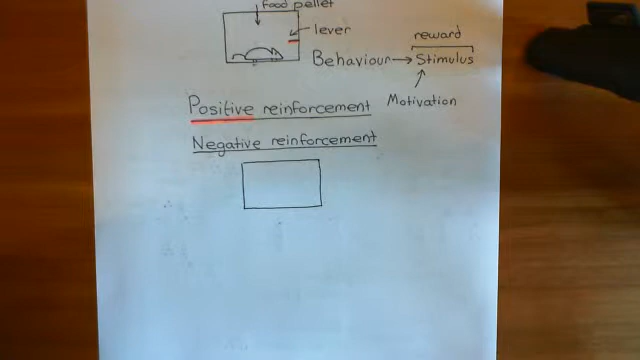 food pellet
lever
reward
Behaviour → Stimulus
Motivation
Positive reinforcement
Negative reinforcement